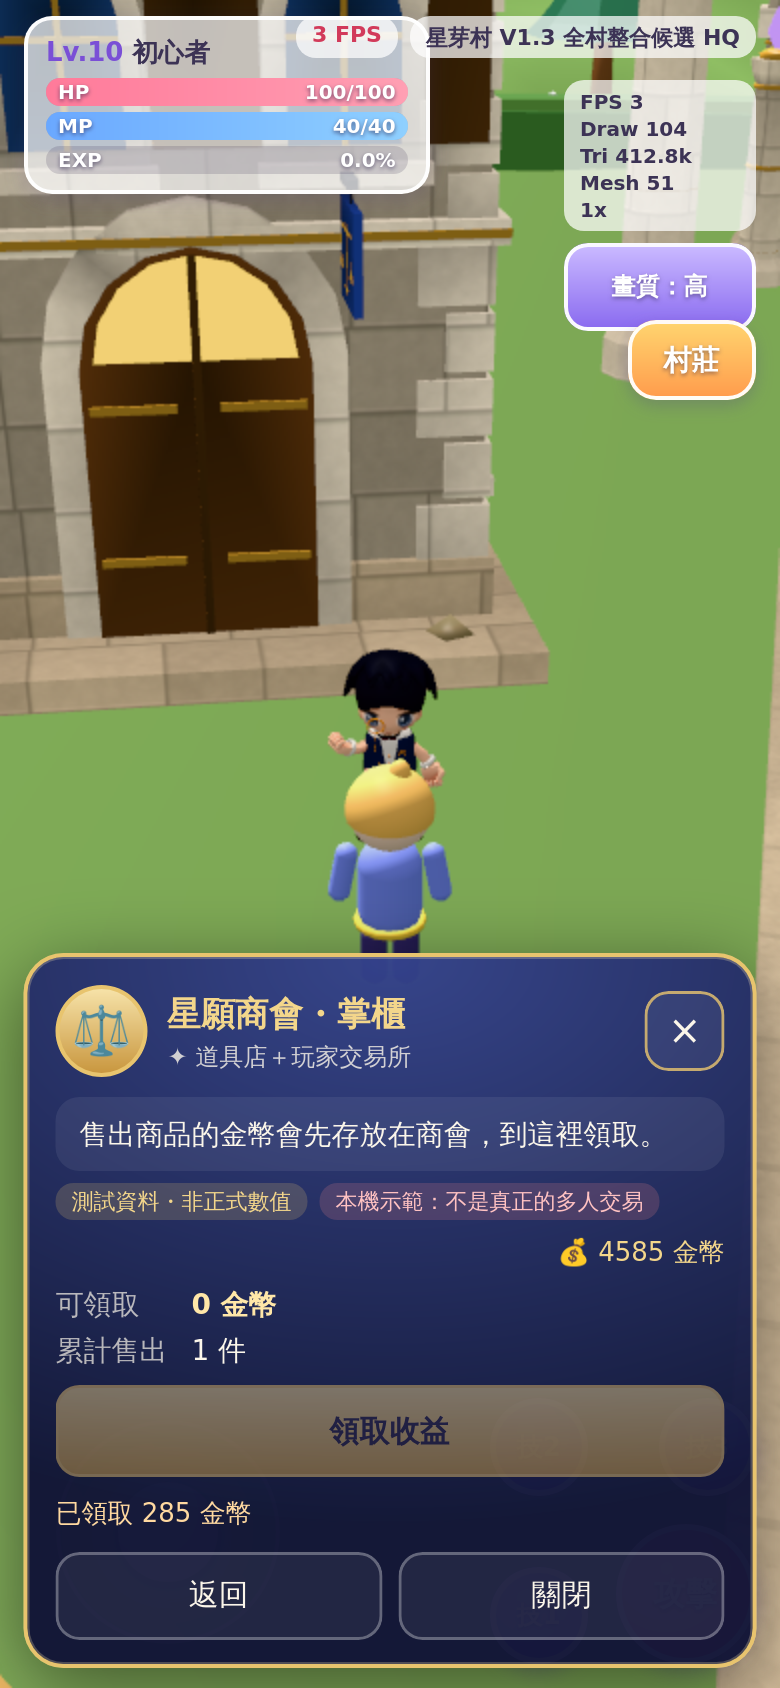 Lv.10 初心者
3 FPS
星芽村 V1.3 全村整合候選 HQ
HP 100/100
MP 40/40
EXP 0.0%
FPS 3
Draw 104
Tri 412.8k
Mesh 51
1x
畫質：高
村莊
星願商會・掌櫃
✦ 道具店＋玩家交易所
×
售出商品的金幣會先存放在商會，到這裡領取。
測試資料・非正式數值
本機示範：不是真正的多人交易
4585 金幣
可領取 0 金幣
累計售出 1 件
領取收益
已領取 285 金幣
返回
關閉